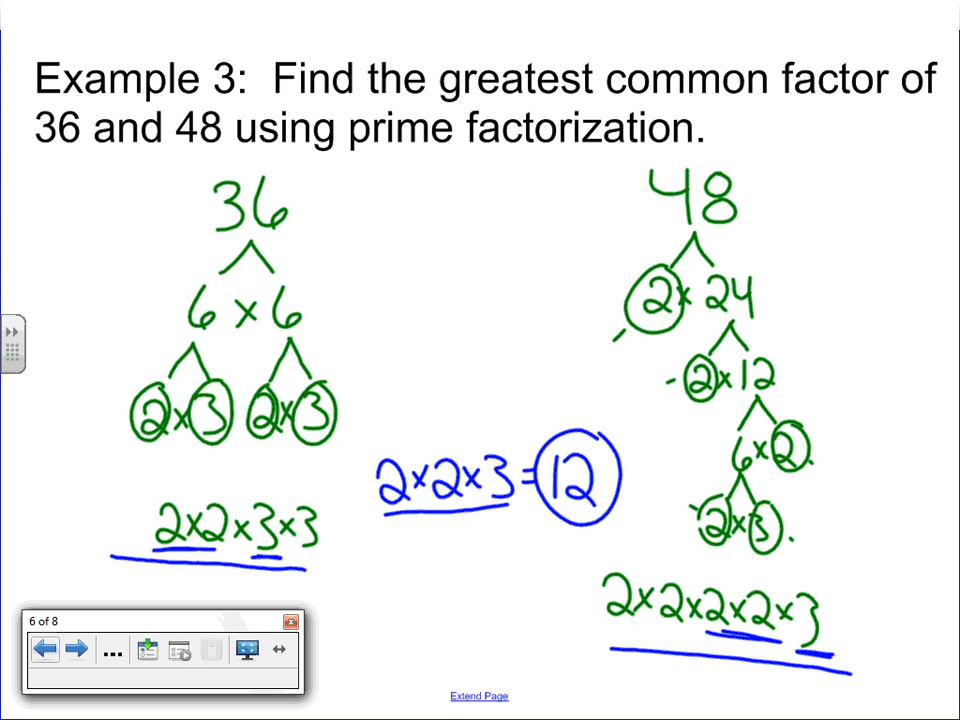 Example 3: Find the greatest common factor of
36 and 48 using prime factorization.
36
6 × 6
2 × 3 2 × 3
2 × 2 × 3 × 3
2 × 2 × 3 = 12
48
2 × 24
2 × 12
6 × 2
2 × 3
2 × 2 × 2 × 2 × 3
6 of 8
...
Extend Page